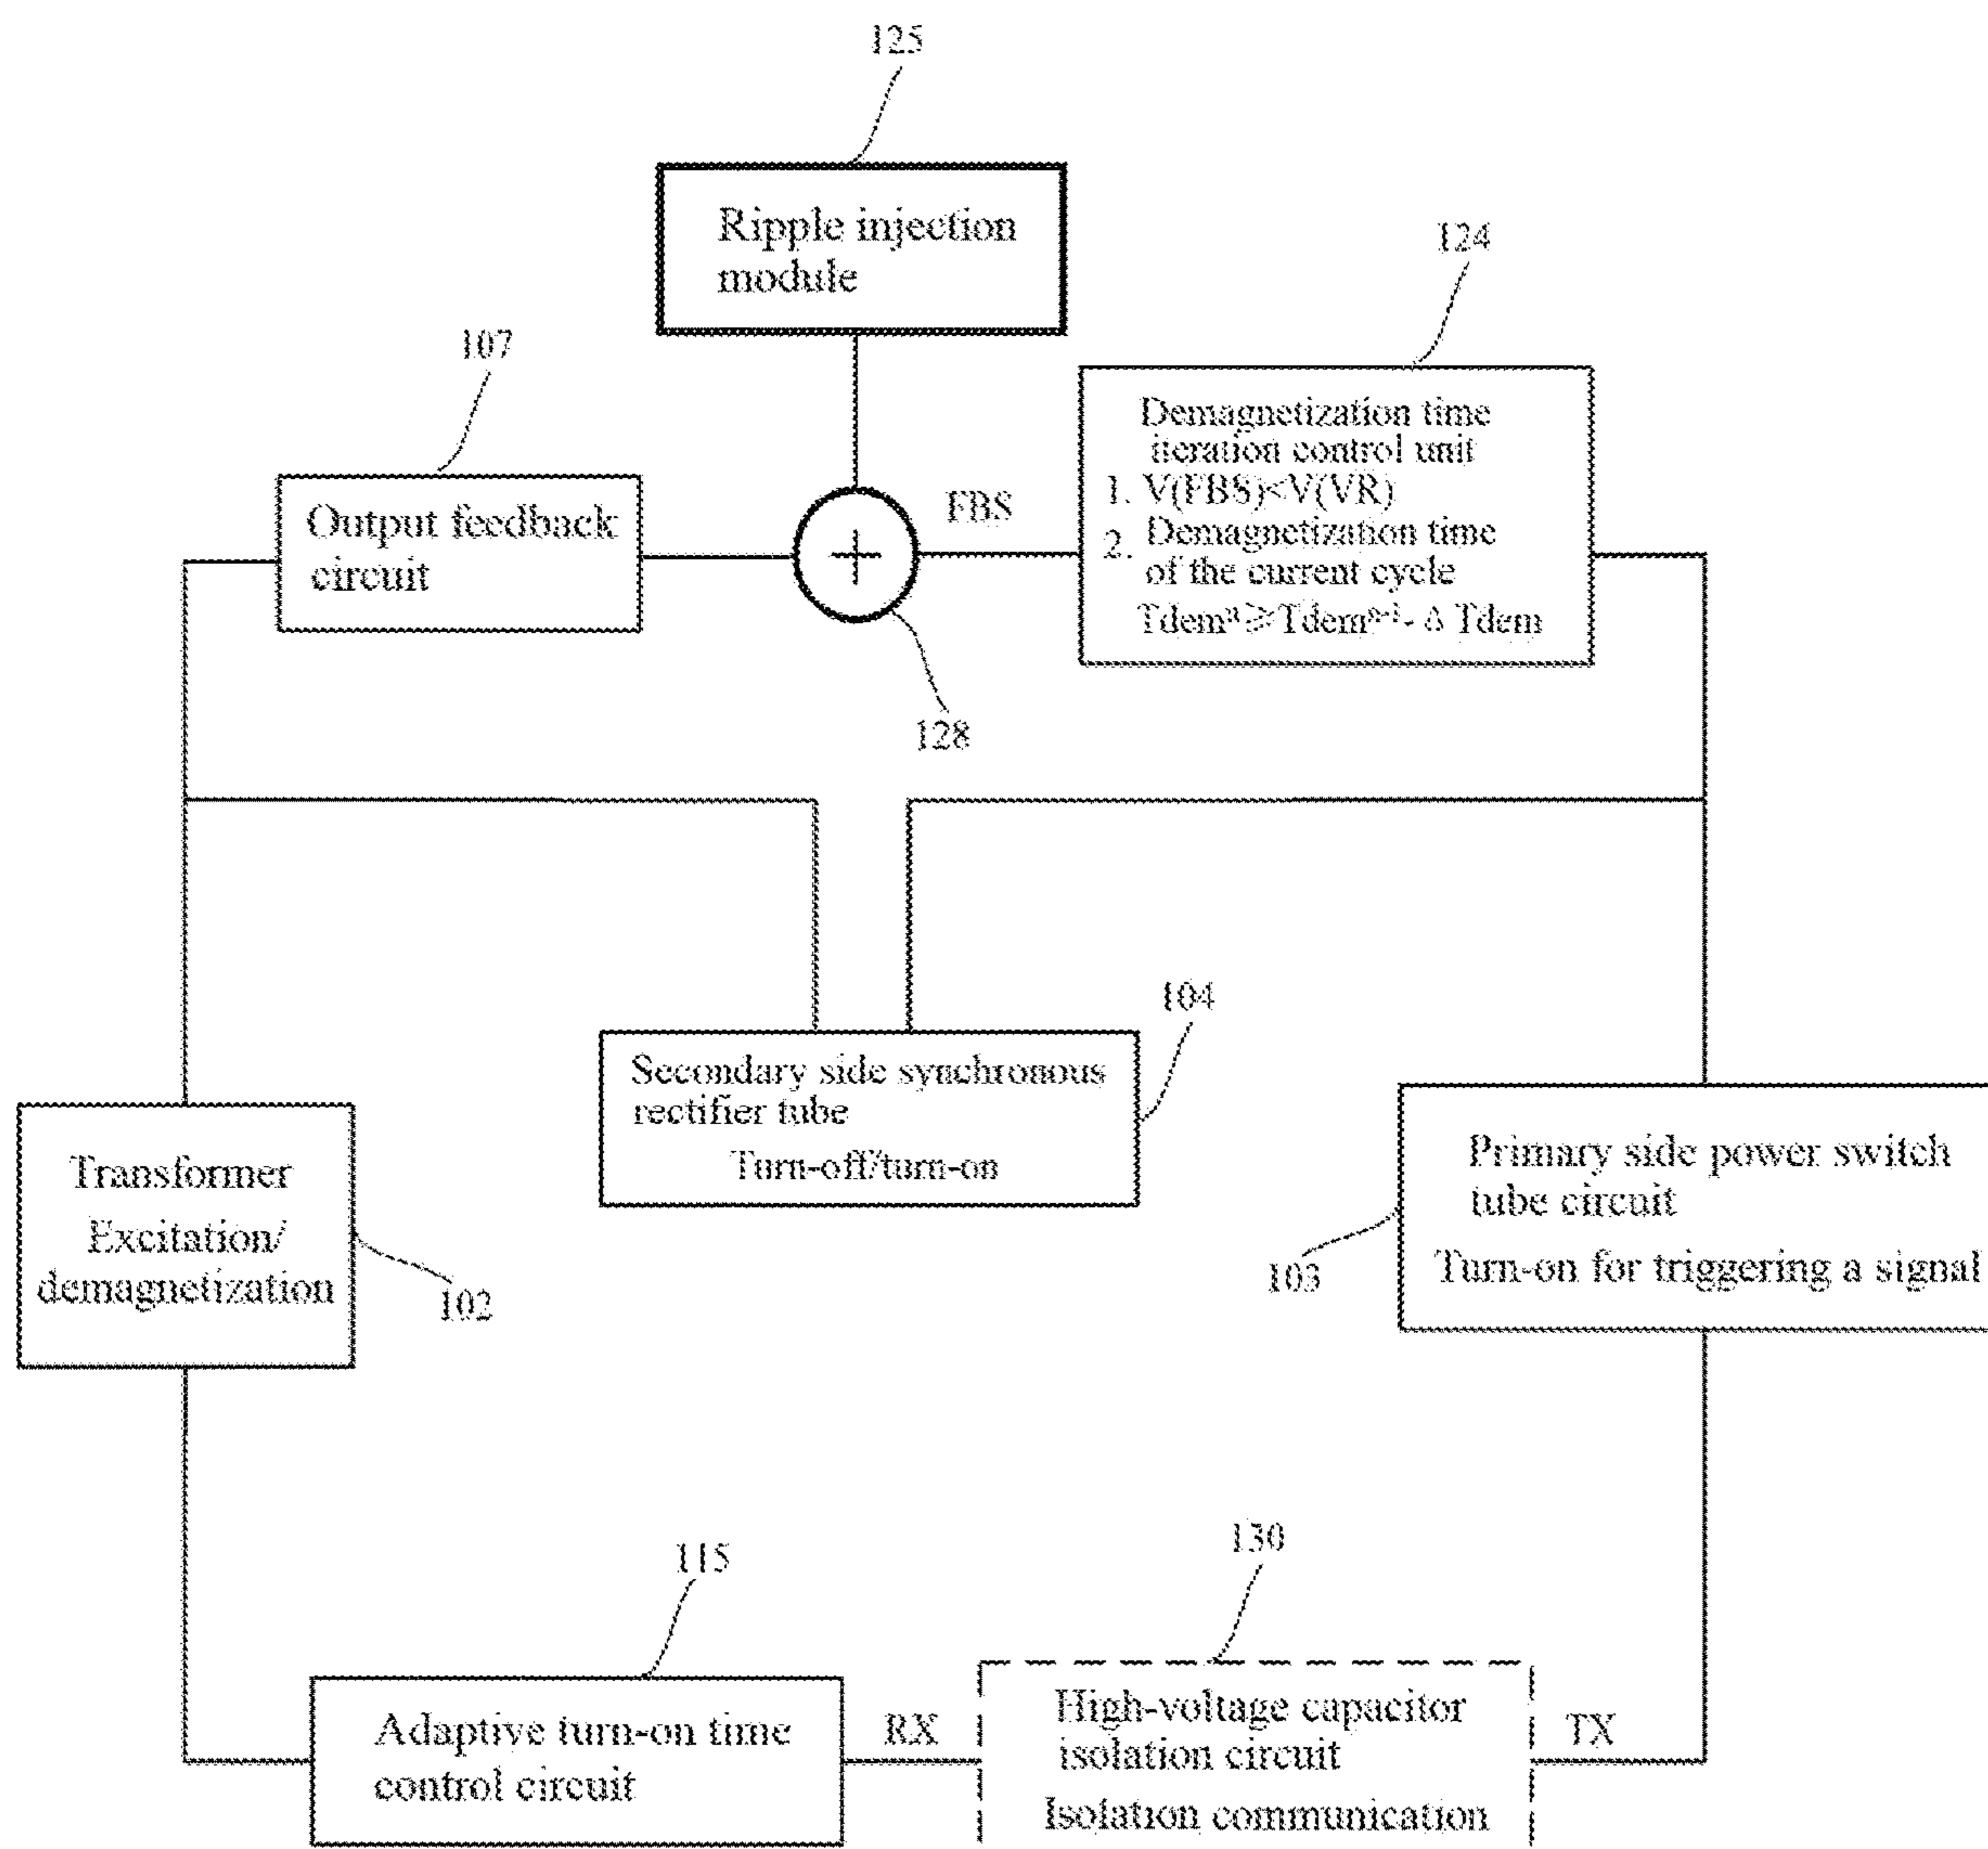 125
Ripple injection
module
124
107
Demagnetization time
iteration control unit
1. V(FBS)<V(VR)
2. Demagnetization time
of the current cycle
Tdemⁿ≥Tdemⁿ⁻¹-Δ Tdem
Output feedback
circuit
+
FBS
128
104
Secondary side synchronous
rectifier tube
Turn-off/turn-on
Transformer
Excitation/
demagnetization
102
Primary side power switch
tube circuit
Turn-on for triggering a signal
103
115
130
Adaptive turn-on time
control circuit
RX
High-voltage capacitor
isolation circuit
Isolation communication
TX